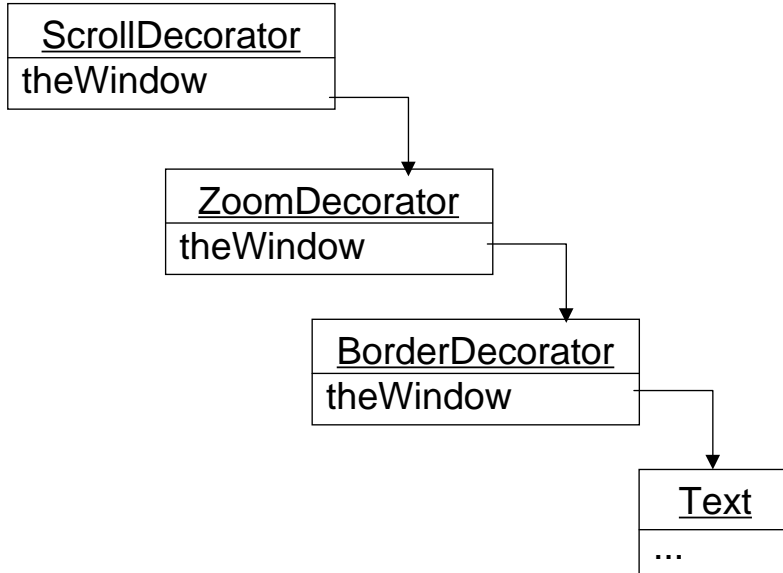 ScrollDecorator
theWindow
ZoomDecorator
theWindow
BorderDecorator
theWindow
Text
...